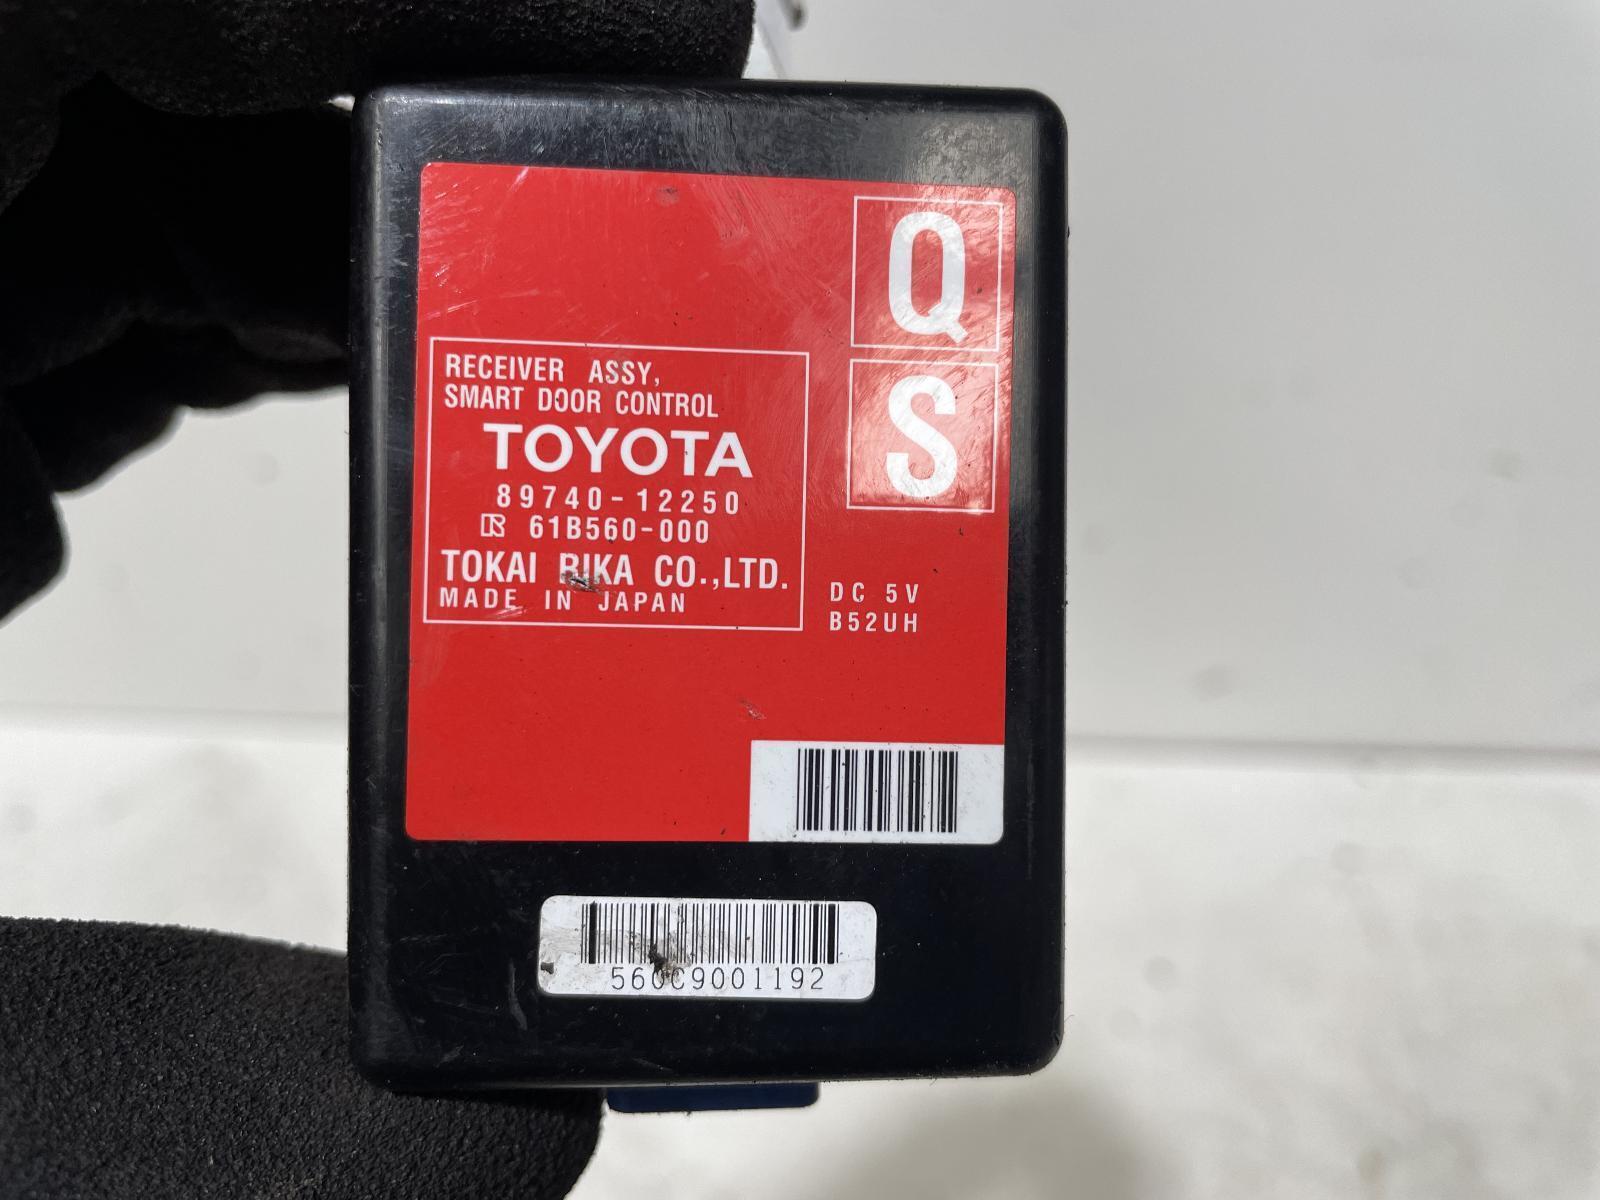 Q
S
RECEIVER ASSY,
SMART DOOR CONTROL
TOYOTA
89740-12250
61B560-000
TOKAI RIKA CO.,LTD.
MADE IN JAPAN
DC 5V
B52UH
560C9001192